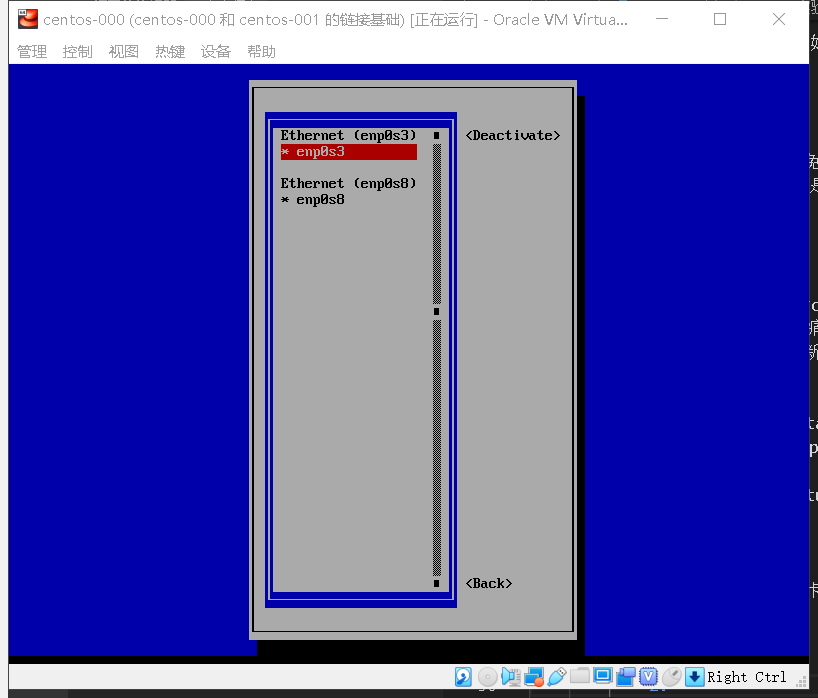 centos-000 (centos-000 和 centos-001 的链接基础) [正在运行] - Oracle VM Virtua...
管理 控制 视图 热键 设备 帮助
Ethernet (enp0s3) <Deactivate>
* enp0s3
Ethernet (enp0s8)
* enp0s8
<Back>
Right Ctrl